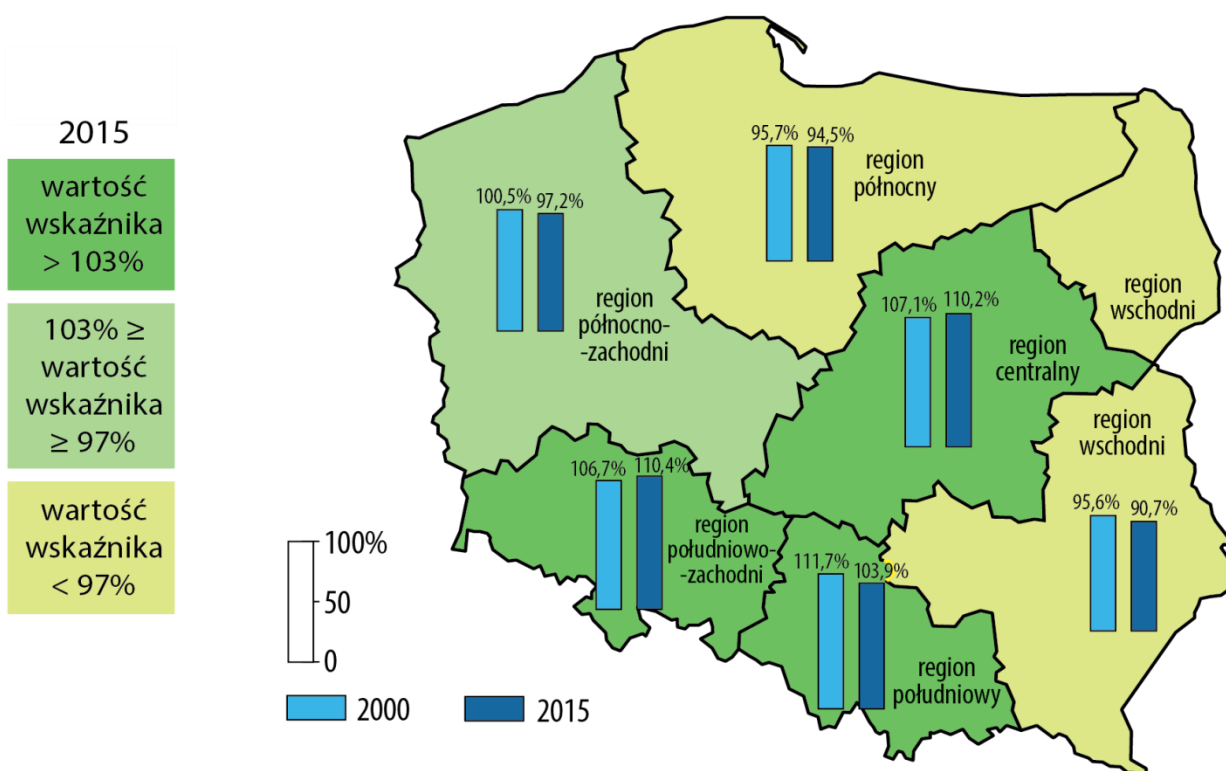 2015
wartość
wskaźnika
> 103%
103% ≥
wartość
wskaźnika
≥ 97%
wartość
wskaźnika
< 97%
95,7%
94,5%
region
północny
100,5%
97,2%
region
północno-
-zachodni
region
wschodni
107,1%
110,2%
region
centralny
region
wschodni
95,6%
90,7%
106,7%
110,4%
region
południowo-
-zachodni
111,7%
103,9%
region
południowy
100%
50
0
2000
2015